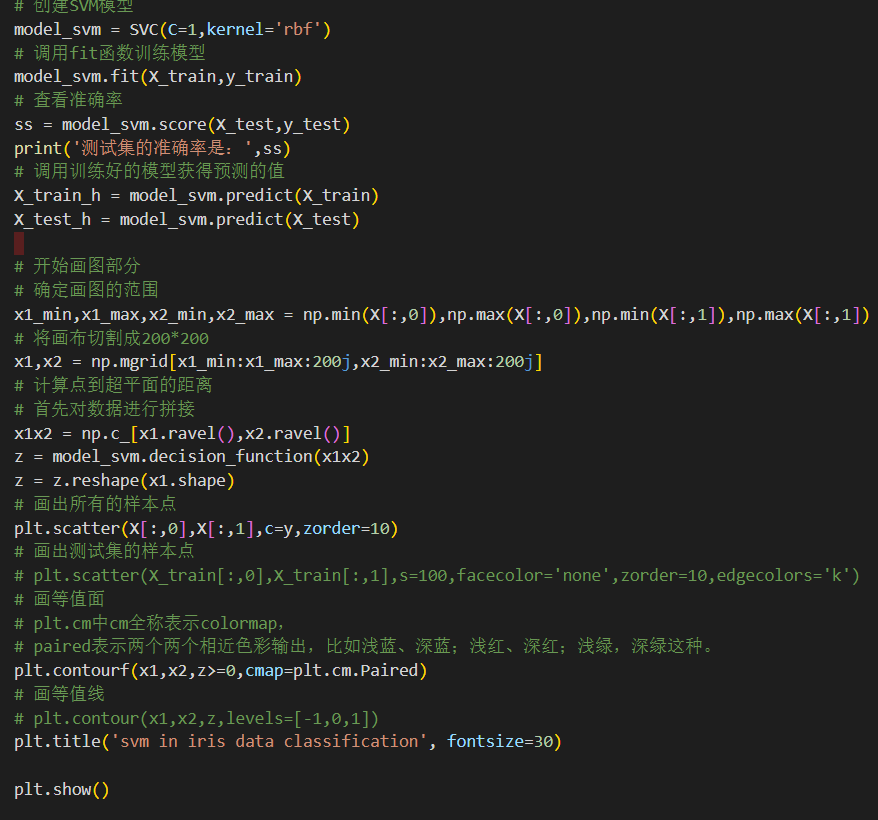 # 创建SVM模型
model_svm = SVC(C=1,kernel='rbf')
# 调用fit函数训练模型
model_svm.fit(X_train,y_train)
# 查看准确率
ss = model_svm.score(X_test,y_test)
print('测试集的准确率是：',ss)
# 调用训练好的模型获得预测的值
X_train_h = model_svm.predict(X_train)
X_test_h = model_svm.predict(X_test)
# 开始画图部分
# 确定画图的范围
x1_min,x1_max,x2_min,x2_max = np.min(X[:,0]),np.max(X[:,0]),np.min(X[:,1]),np.max(X[:,1])
# 将画布切割成200*200
x1,x2 = np.mgrid[x1_min:x1_max:200j,x2_min:x2_max:200j]
# 计算点到超平面的距离
# 首先对数据进行拼接
x1x2 = np.c_[x1.ravel(),x2.ravel()]
z = model_svm.decision_function(x1x2)
z = z.reshape(x1.shape)
# 画出所有的样本点
plt.scatter(X[:,0],X[:,1],c=y,zorder=10)
# 画出测试集的样本点
# plt.scatter(X_train[:,0],X_train[:,1],s=100,facecolor='none',zorder=10,edgecolors='k')
# 画等值面
# plt.cm中cm全称表示colormap，
# paired表示两个两个相近色彩输出，比如浅蓝、深蓝；浅红、深红；浅绿，深绿这种。
plt.contourf(x1,x2,z>=0,cmap=plt.cm.Paired)
# 画等值线
# plt.contour(x1,x2,z,levels=[-1,0,1])
plt.title('svm in iris data classification', fontsize=30)
plt.show()